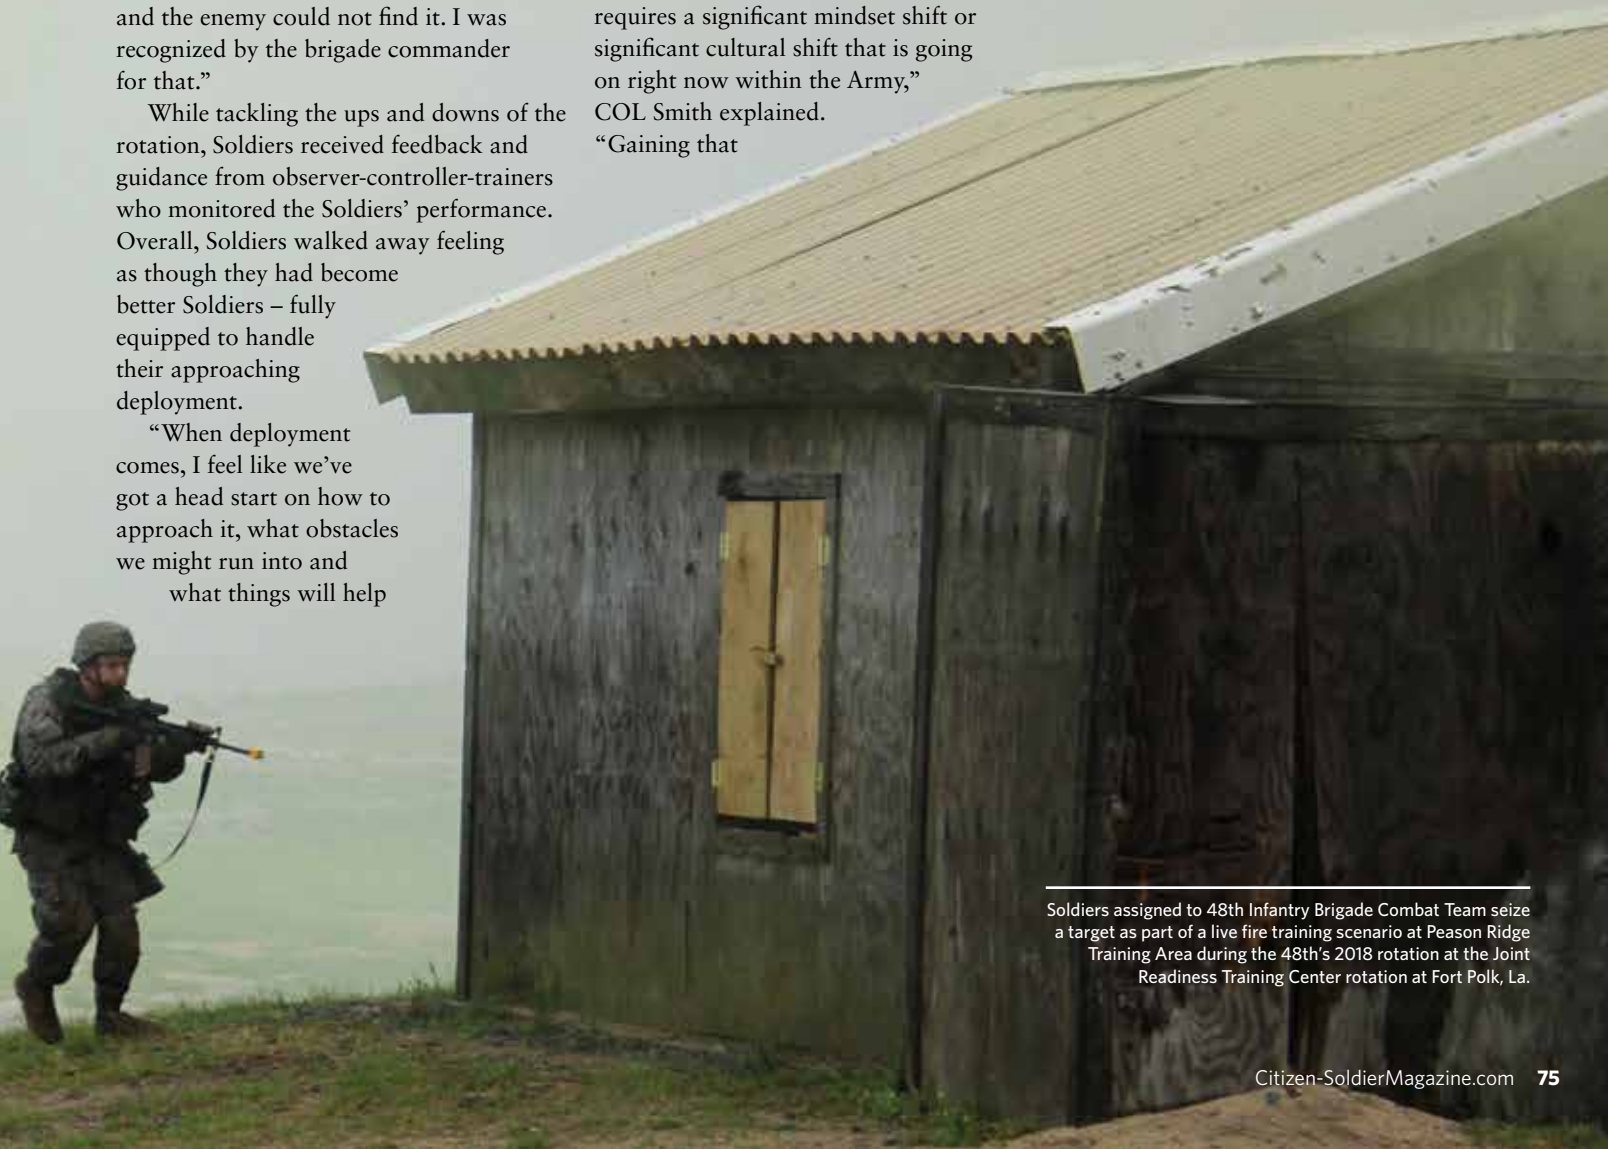 and the enemy could not find it. I was
recognized by the brigade commander
for that.”
While tackling the ups and downs of the
rotation, Soldiers received feedback and
guidance from observer-controller-trainers
who monitored the Soldiers’ performance.
Overall, Soldiers walked away feeling
as though they had become
better Soldiers – fully
equipped to handle
their approaching
deployment.
“When deployment
comes, I feel like we’ve
got a head start on how to
approach it, what obstacles
we might run into and
what things will help
requires a significant mindset shift or
significant cultural shift that is going
on right now within the Army,”
COL Smith explained.
“Gaining that
Soldiers assigned to 48th Infantry Brigade Combat Team seize
a target as part of a live fire training scenario at Peason Ridge
Training Area during the 48th’s 2018 rotation at the Joint
Readiness Training Center rotation at Fort Polk, La.
Citizen-SoldierMagazine.com 75